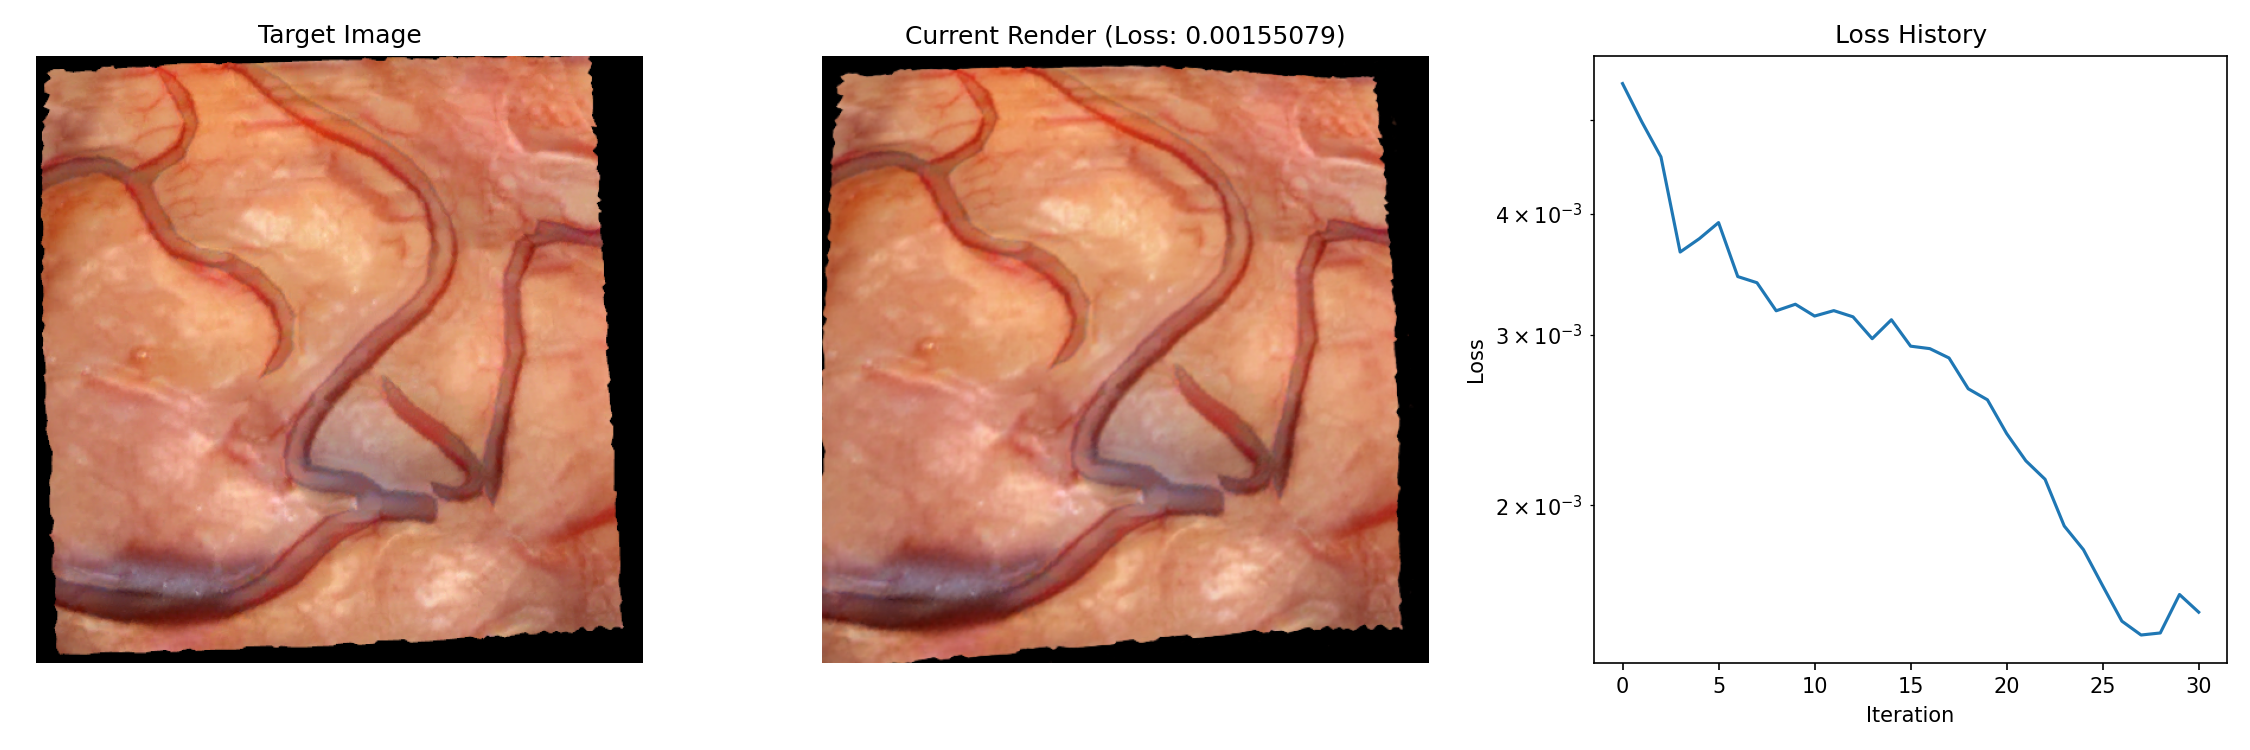 Target Image
Current Render (Loss: 0.00155079)
Loss History
4 × 10⁻³
3 × 10⁻³
2 × 10⁻³
Loss
0 5 10 15 20 25 30
Iteration